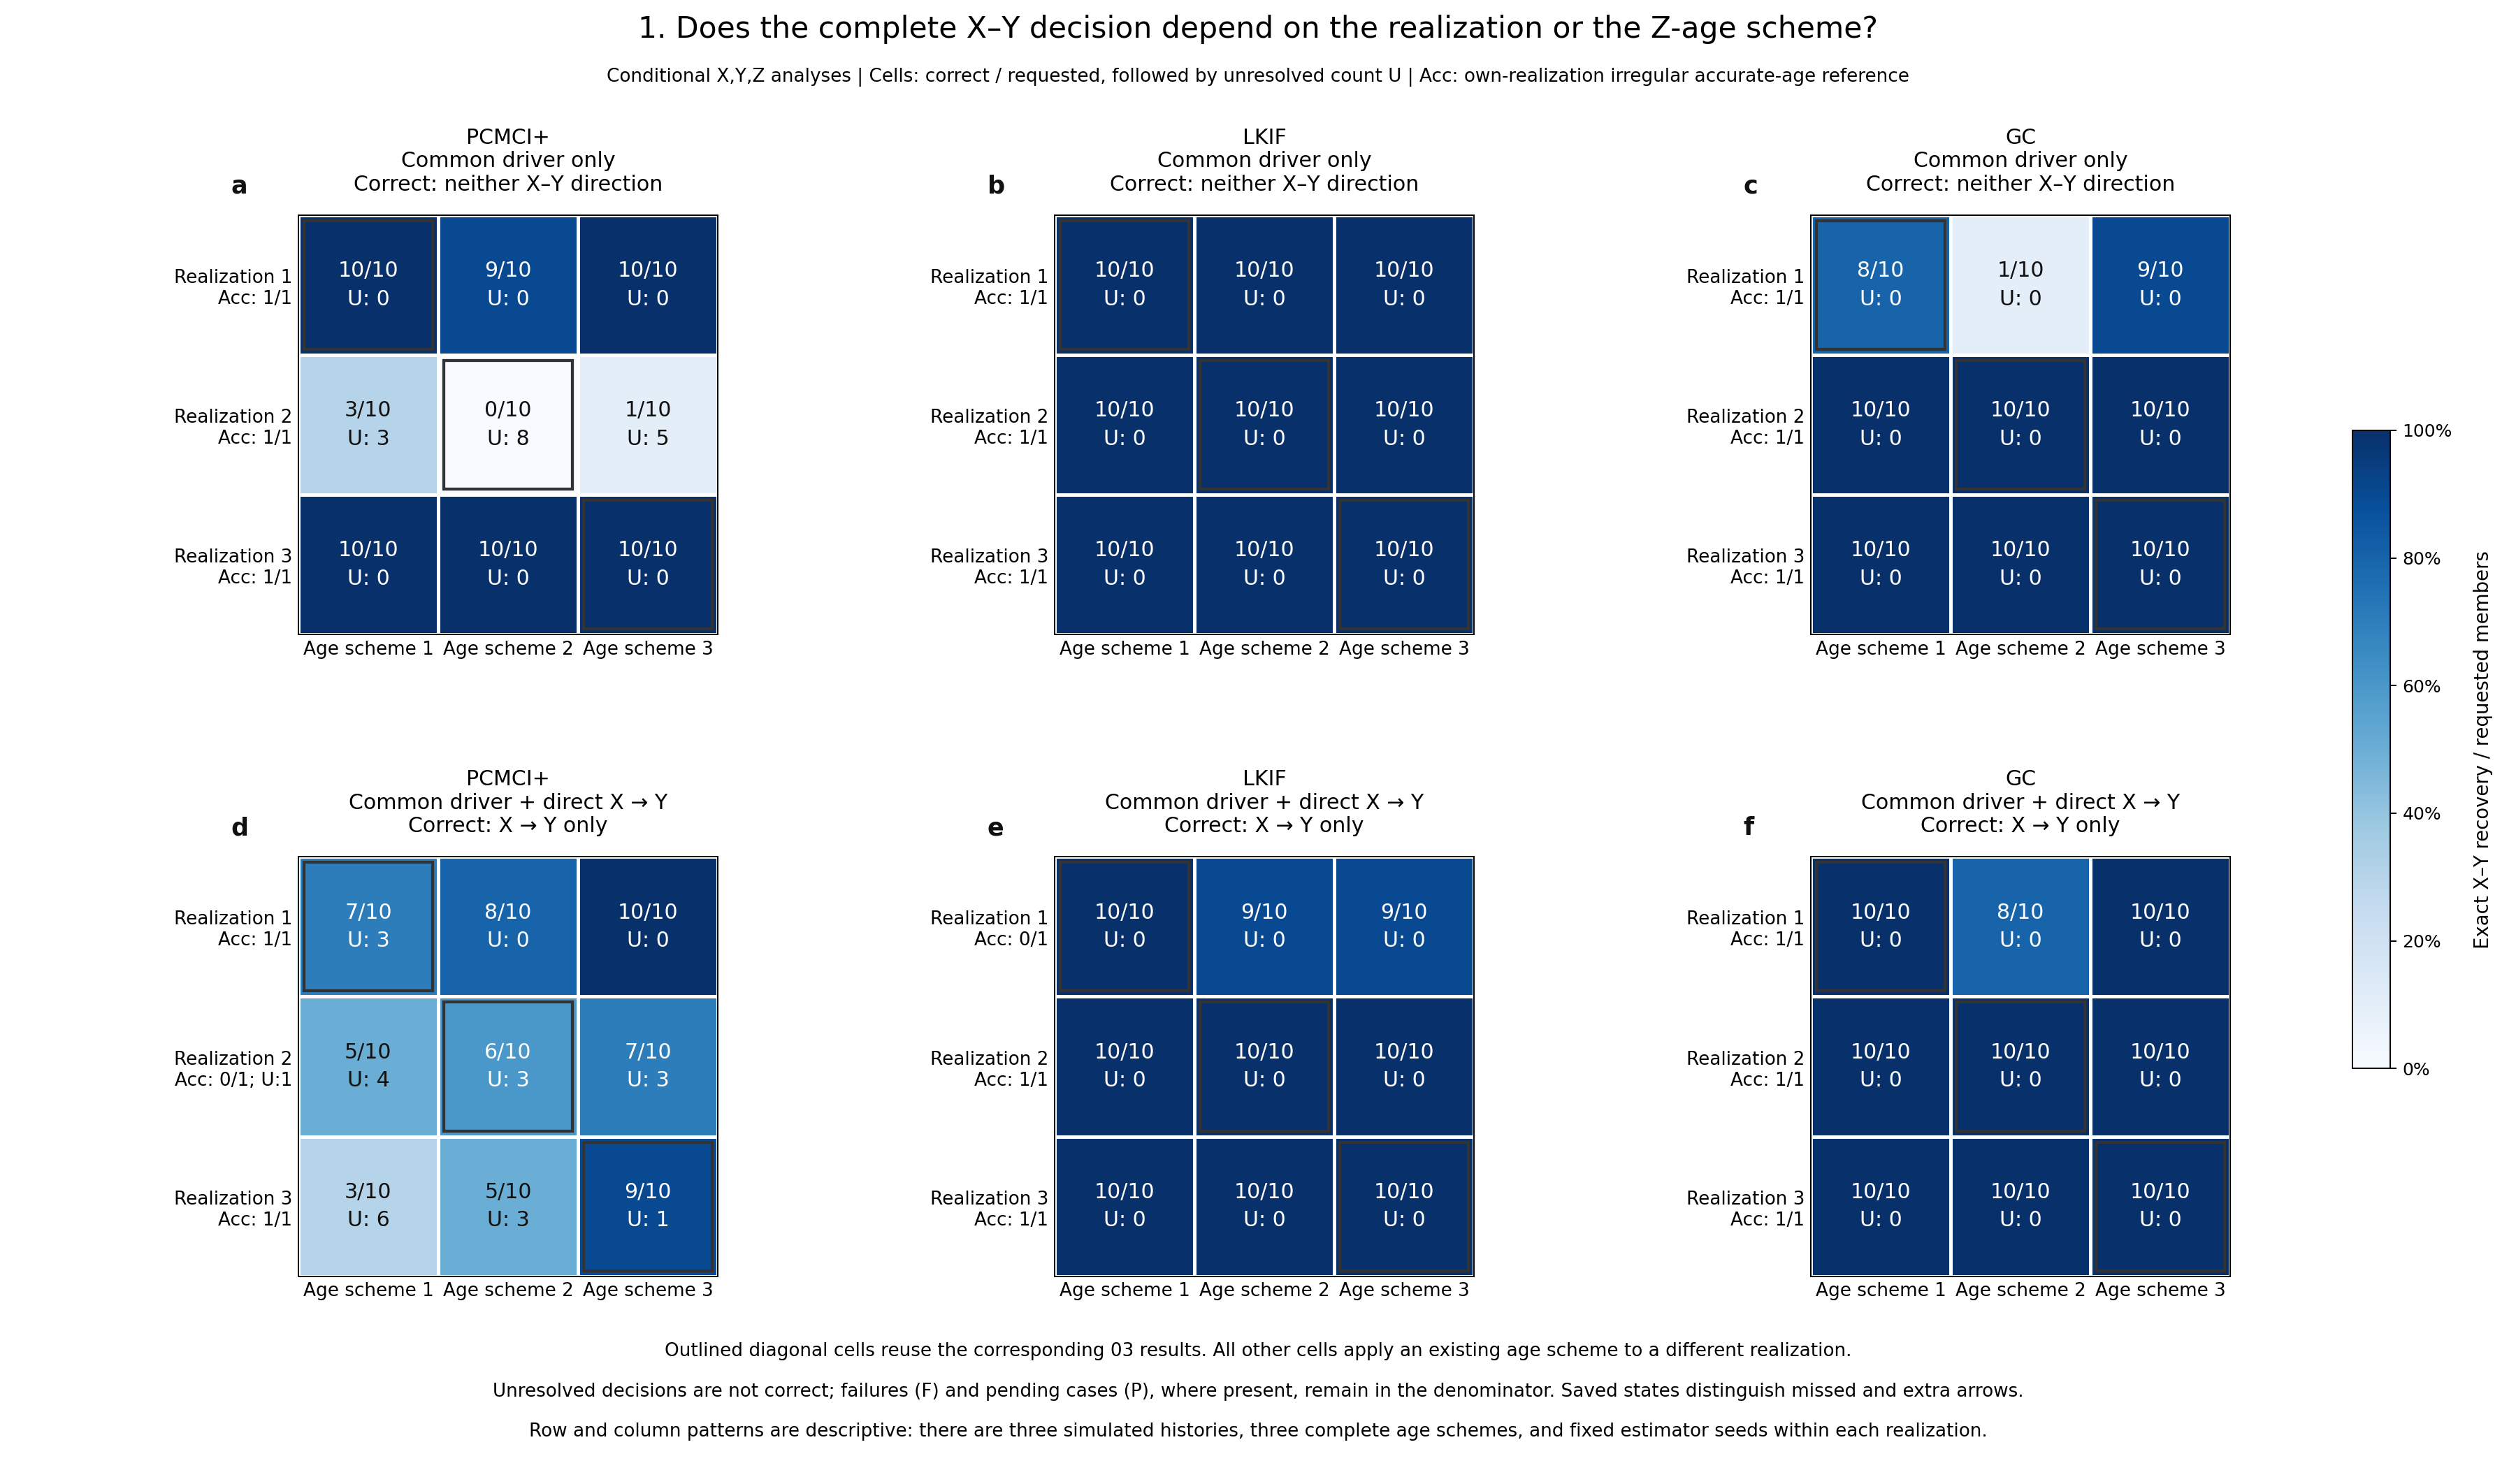 1. Does the complete X–Y decision depend on the realization or the Z-age scheme?
Conditional X,Y,Z analyses | Cells: correct / requested, followed by unresolved count U | Acc: own-realization irregular accurate-age reference
a
PCMCI+
Common driver only
Correct: neither X–Y direction
Realization 1
Acc: 1/1
10/10
U: 0
9/10
U: 0
10/10
U: 0
Realization 2
Acc: 1/1
3/10
U: 3
0/10
U: 8
1/10
U: 5
Realization 3
Acc: 1/1
10/10
U: 0
10/10
U: 0
10/10
U: 0
Age scheme 1
Age scheme 2
Age scheme 3
b
LKIF
Common driver only
Correct: neither X–Y direction
Realization 1
Acc: 1/1
10/10
U: 0
10/10
U: 0
10/10
U: 0
Realization 2
Acc: 1/1
10/10
U: 0
10/10
U: 0
10/10
U: 0
Realization 3
Acc: 1/1
10/10
U: 0
10/10
U: 0
10/10
U: 0
Age scheme 1
Age scheme 2
Age scheme 3
c
GC
Common driver only
Correct: neither X–Y direction
Realization 1
Acc: 1/1
8/10
U: 0
1/10
U: 0
9/10
U: 0
Realization 2
Acc: 1/1
10/10
U: 0
10/10
U: 0
10/10
U: 0
Realization 3
Acc: 1/1
10/10
U: 0
10/10
U: 0
10/10
U: 0
Age scheme 1
Age scheme 2
Age scheme 3
d
PCMCI+
Common driver + direct X → Y
Correct: X → Y only
Realization 1
Acc: 1/1
7/10
U: 3
8/10
U: 0
10/10
U: 0
Realization 2
Acc: 0/1; U:1
5/10
U: 4
6/10
U: 3
7/10
U: 3
Realization 3
Acc: 1/1
3/10
U: 6
5/10
U: 3
9/10
U: 1
Age scheme 1
Age scheme 2
Age scheme 3
e
LKIF
Common driver + direct X → Y
Correct: X → Y only
Realization 1
Acc: 0/1
10/10
U: 0
9/10
U: 0
9/10
U: 0
Realization 2
Acc: 1/1
10/10
U: 0
10/10
U: 0
10/10
U: 0
Realization 3
Acc: 1/1
10/10
U: 0
10/10
U: 0
10/10
U: 0
Age scheme 1
Age scheme 2
Age scheme 3
f
GC
Common driver + direct X → Y
Correct: X → Y only
Realization 1
Acc: 1/1
10/10
U: 0
8/10
U: 0
10/10
U: 0
Realization 2
Acc: 1/1
10/10
U: 0
10/10
U: 0
10/10
U: 0
Realization 3
Acc: 1/1
10/10
U: 0
10/10
U: 0
10/10
U: 0
Age scheme 1
Age scheme 2
Age scheme 3
100%
80%
60%
40%
20%
0%
Exact X–Y recovery / requested members
Outlined diagonal cells reuse the corresponding 03 results. All other cells apply an existing age scheme to a different realization.
Unresolved decisions are not correct; failures (F) and pending cases (P), where present, remain in the denominator. Saved states distinguish missed and extra arrows.
Row and column patterns are descriptive: there are three simulated histories, three complete age schemes, and fixed estimator seeds within each realization.